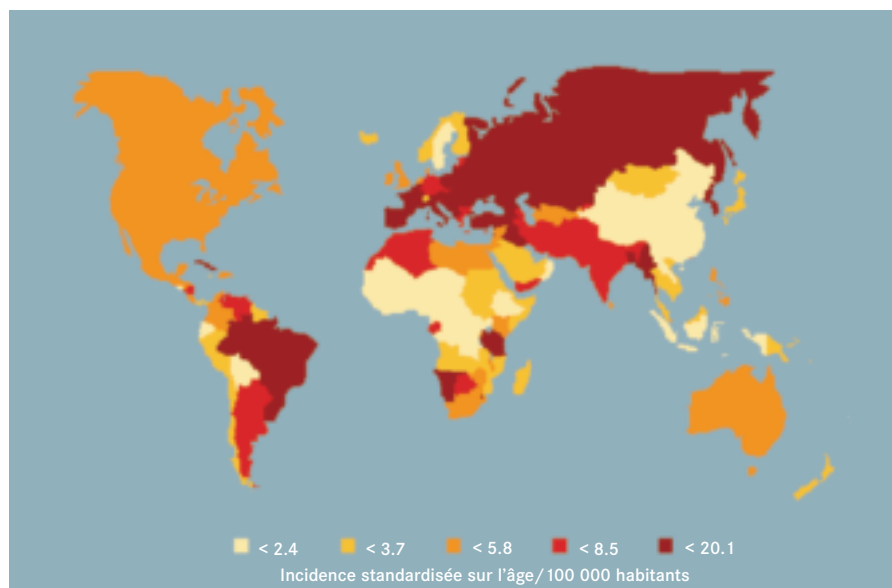 < 2.4 < 3.7 < 5.8 < 8.5 < 20.1
Incidence standardisée sur l’âge/100 000 habitants